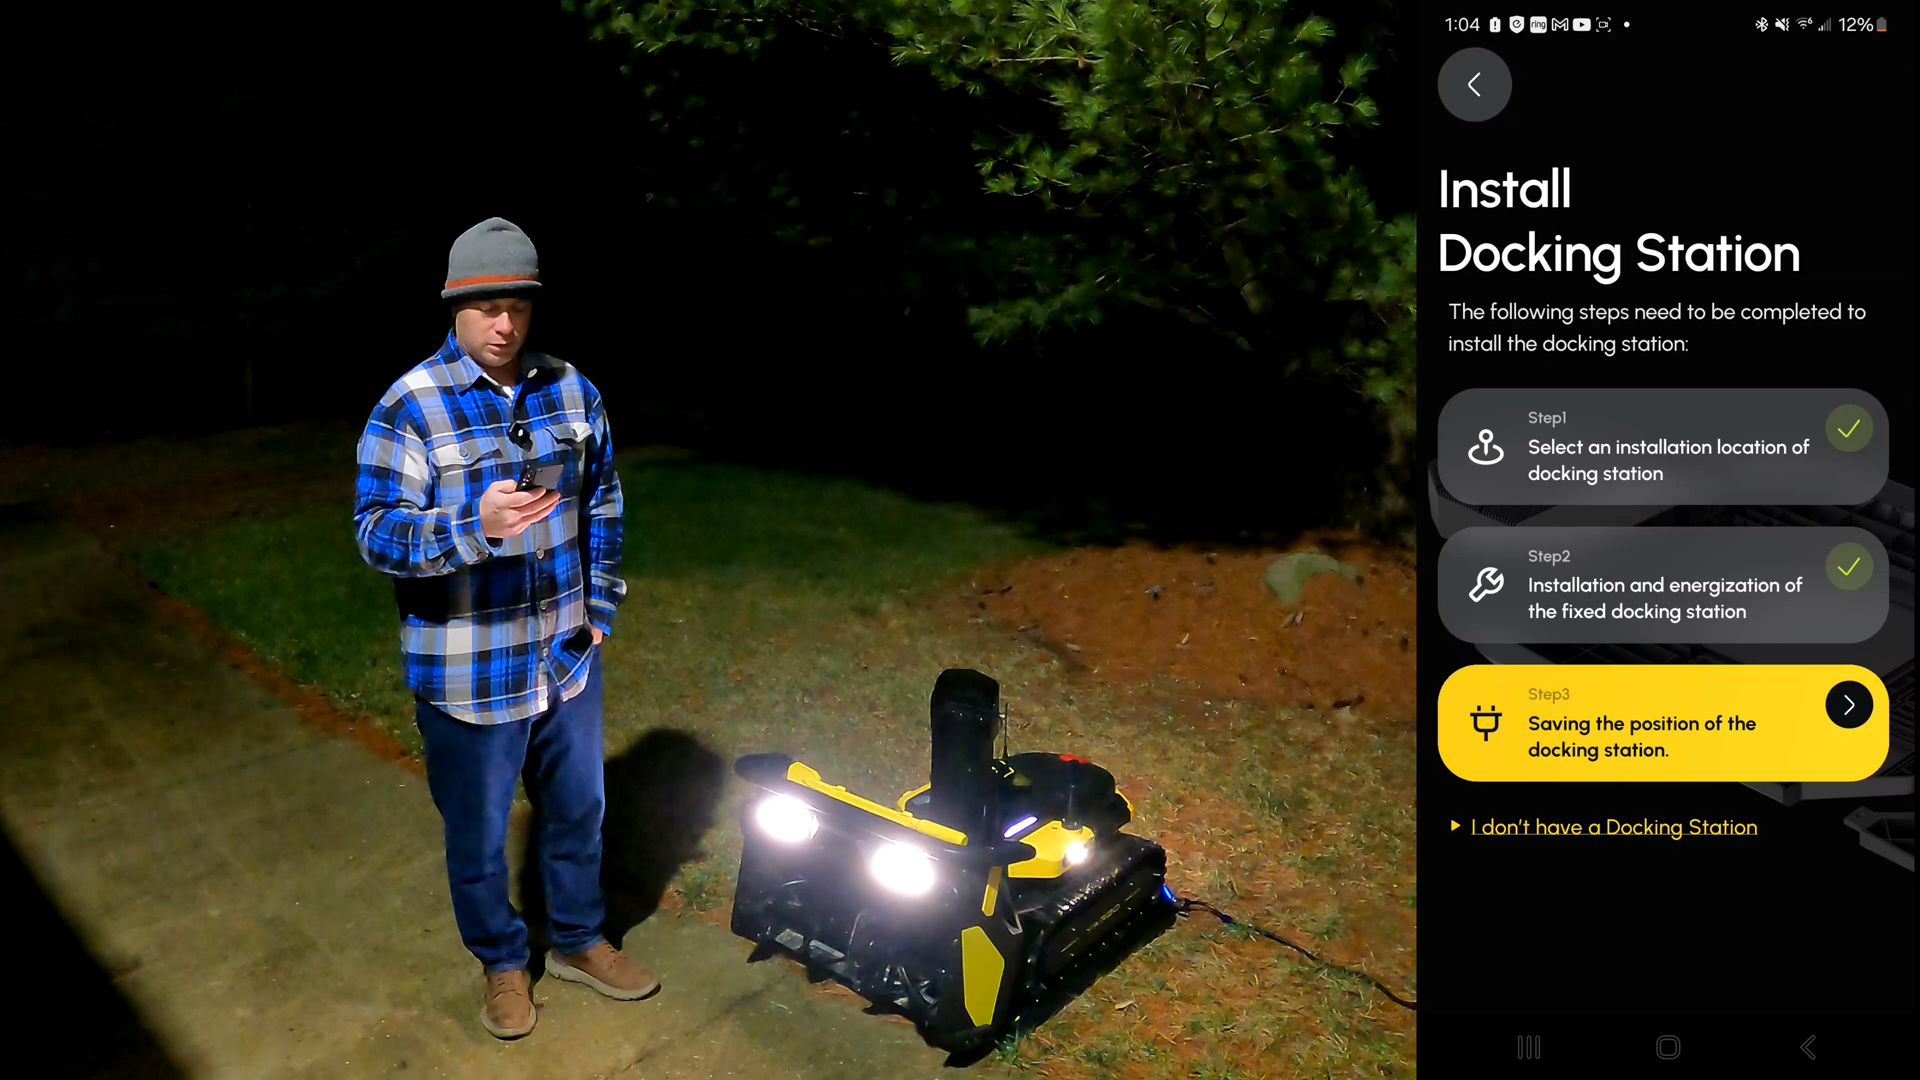 1:04
ring
12%
Install
Docking Station
The following steps need to be completed to
install the docking station:
Step1
Select an installation location of
docking station
Step2
Installation and energization of
the fixed docking station
Step3
Saving the position of the
docking station.
I don't have a Docking Station